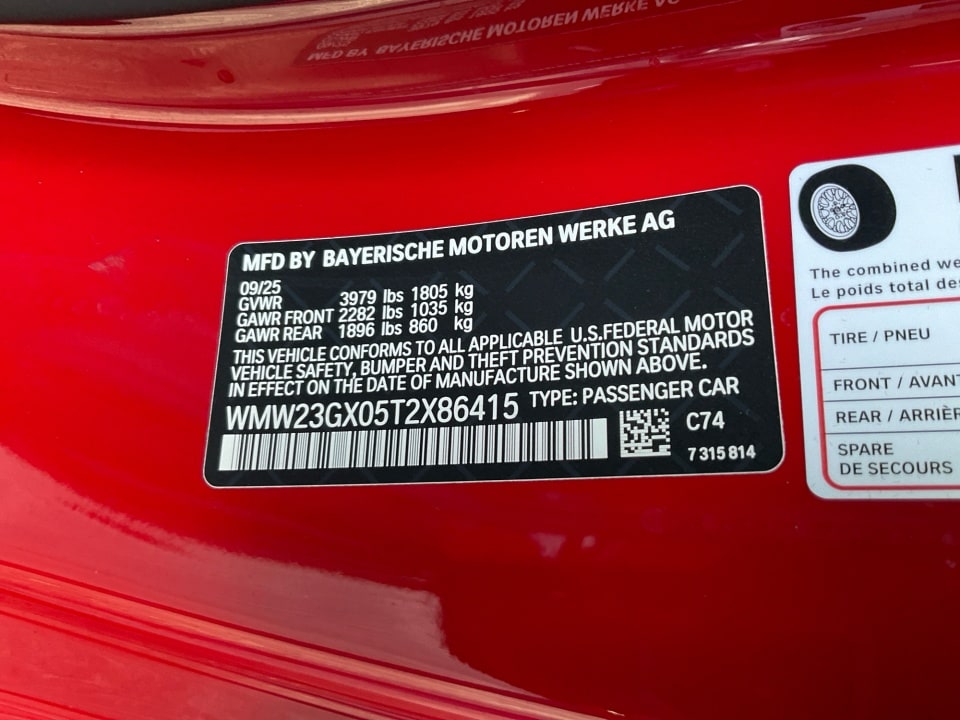 MFD BY BAYERISCHE MOTOREN WERKE AG
MFD BY BAYERISCHE MOTOREN WERKE AG
09/25
GVWR 3979 lbs 1805 kg
GAWR FRONT 2282 lbs 1035 kg
GAWR REAR 1896 lbs 860 kg
THIS VEHICLE CONFORMS TO ALL APPLICABLE U.S.FEDERAL MOTOR
VEHICLE SAFETY, BUMPER AND THEFT PREVENTION STANDARDS
IN EFFECT ON THE DATE OF MANUFACTURE SHOWN ABOVE.
WMW23GX05T2X86415 TYPE: PASSENGER CAR
C74
7 315 814
The combined we
Le poids total des
TIRE / PNEU
FRONT / AVANT
REAR / ARRIÈR
SPARE
DE SECOURS